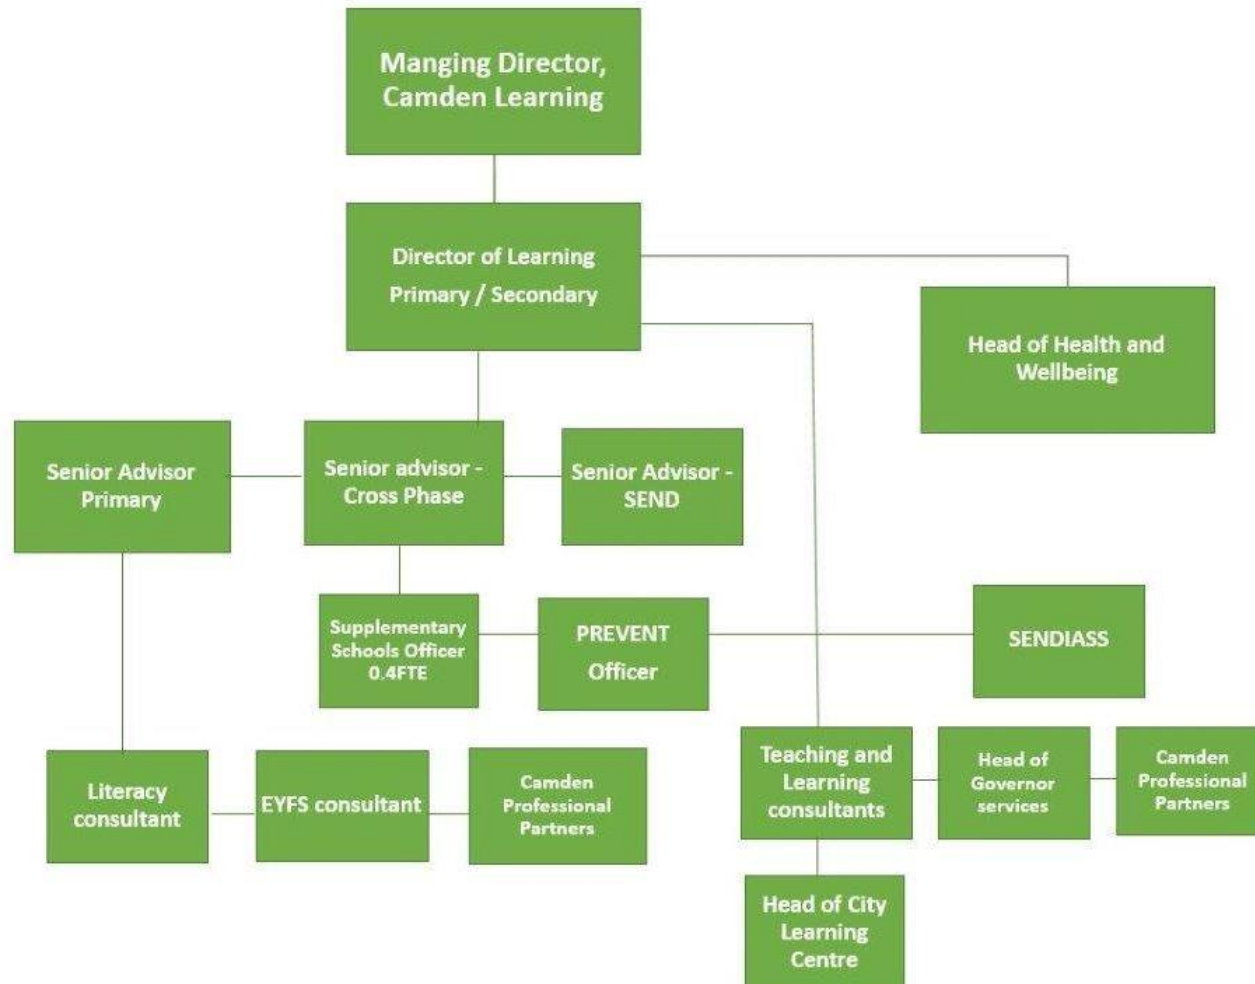 Manging Director,
Camden Learning
Director of Learning
Primary / Secondary
Head of Health and
Wellbeing
Senior Advisor
Primary
Senior advisor -
Cross Phase
Senior Advisor -
SEND
Supplementary
Schools Officer
0.4FTE
PREVENT
Officer
SENDIASS
Literacy
consultant
EYFS consultant
Camden
Professional
Partners
Teaching and
Learning
consultants
Head of
Governor
services
Camden
Professional
Partners
Head of City
Learning
Centre